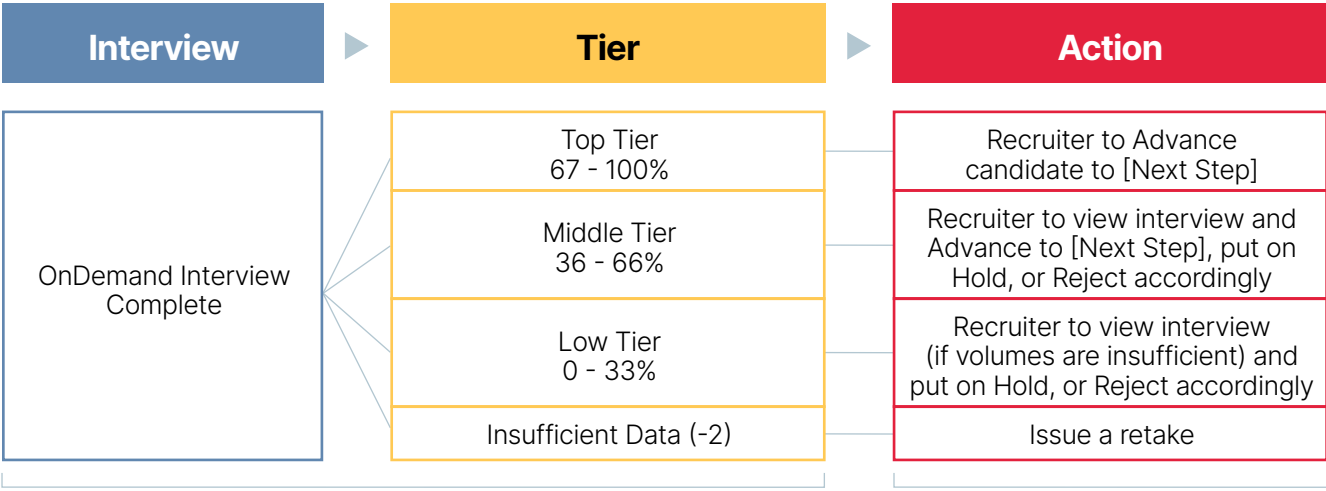 Interview
Tier
Action
OnDemand Interview
Complete
Top Tier
67 - 100%
Recruiter to Advance
candidate to [Next Step]
Middle Tier
36 - 66%
Recruiter to view interview and
Advance to [Next Step], put on
Hold, or Reject accordingly
Low Tier
0 - 33%
Recruiter to view interview
(if volumes are insufficient) and
put on Hold, or Reject accordingly
Insufficient Data (-2)
Issue a retake